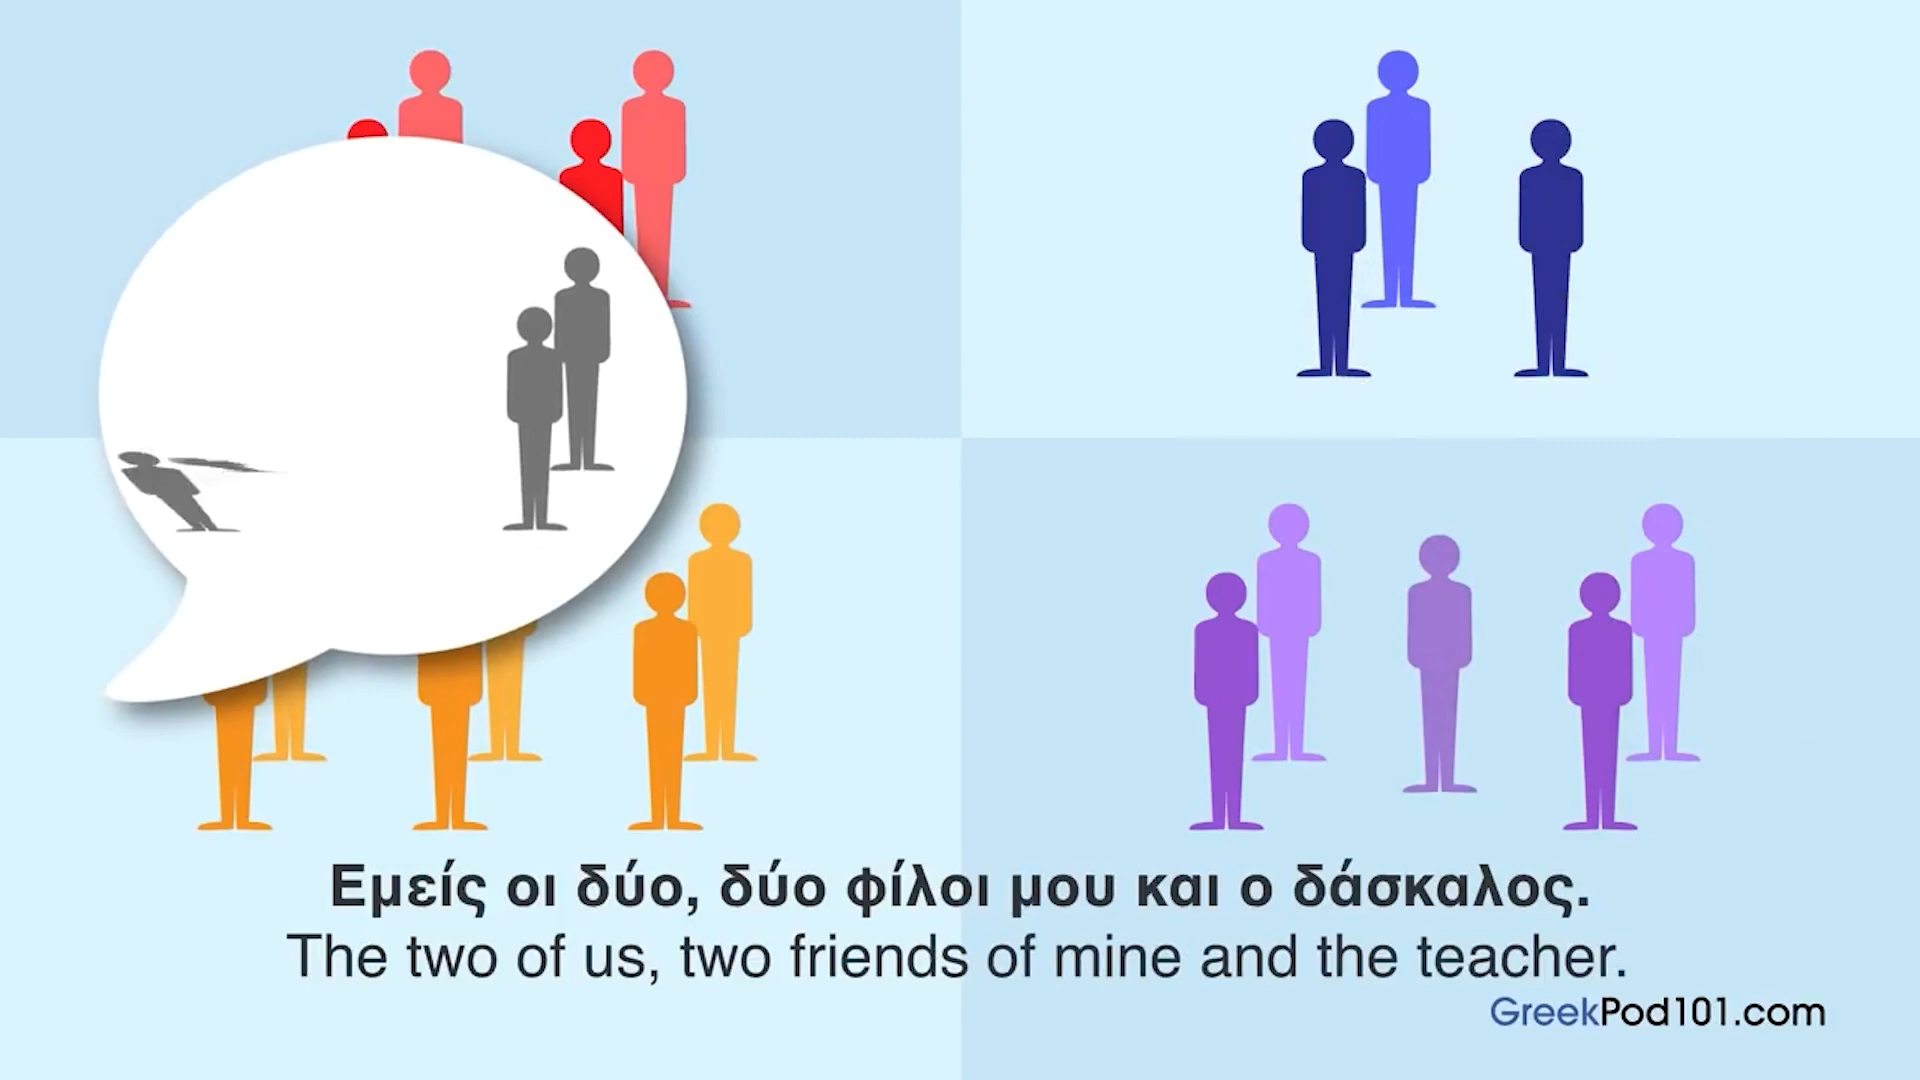 Εμείς οι δύο, δύο φίλοι μου και ο δάσκαλος.
The two of us, two friends of mine and the teacher.
GreekPod101.com